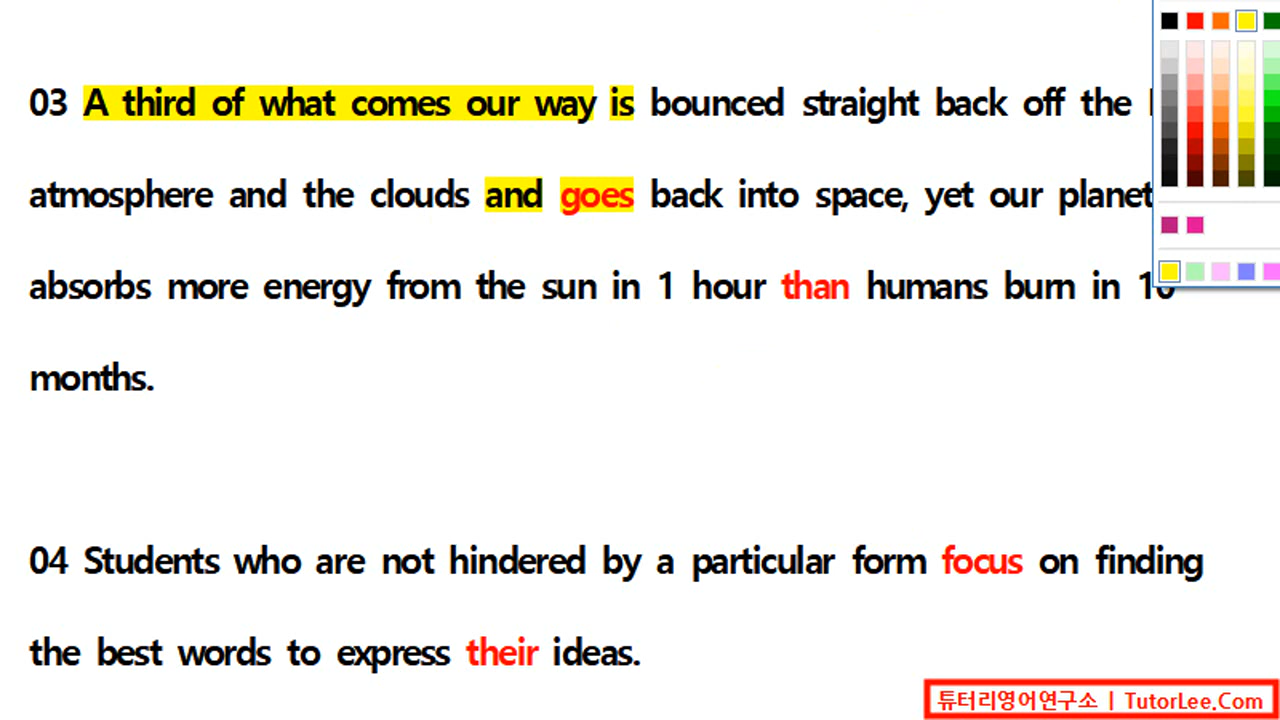 03 A third of what comes our way is bounced straight back off the
atmosphere and the clouds and goes back into space, yet our planet
absorbs more energy from the sun in 1 hour than humans burn in 10
months.
04 Students who are not hindered by a particular form focus on finding
the best words to express their ideas.
튜터리영어연구소 | TutorLee.Com